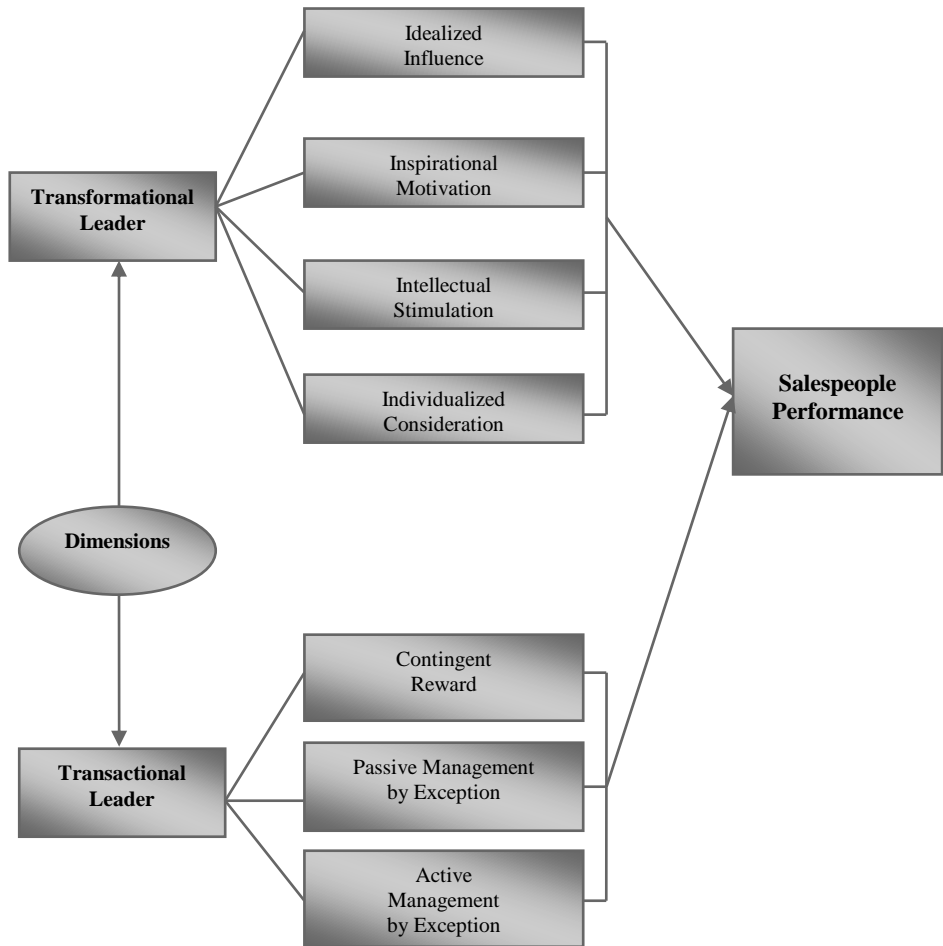 Idealized
Influence
Inspirational
Motivation
Transformational
Leader
Intellectual
Stimulation
Individualized
Consideration
Salespeople
Performance
Dimensions
Contingent
Reward
Transactional
Leader
Passive Management
by Exception
Active
Management
by Exception